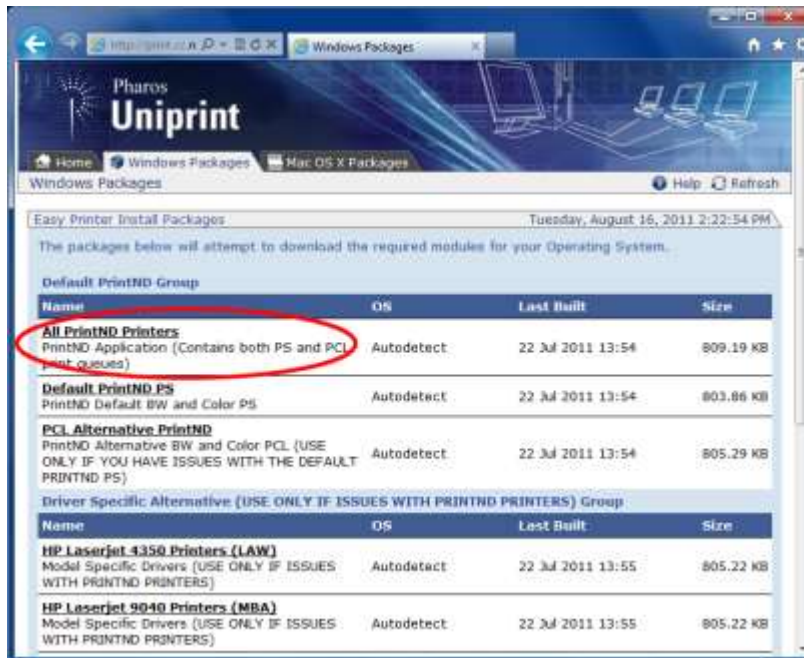 Windows Packages
Pharos
Uniprint
Home Windows Packages Mac OS X Packages
Windows Packages Help Refresh
Easy Printer Install Packages Tuesday, August 16, 2011 2:22:54 PM
The packages below will attempt to download the required modules for your Operating System.
Default PrintND Group
Name OS Last Built Size
All PrintND Printers
PrintND Application (Contains both PS and PCL Autodetect 22 Jul 2011 13:54 809.19 KB
print queues)
Default PrintND PS
PrintND Default BW and Color PS Autodetect 22 Jul 2011 13:54 803.86 KB
PCL Alternative PrintND
PrintND Alternative BW and Color PCL (USE
ONLY IF YOU HAVE ISSUES WITH THE DEFAULT Autodetect 22 Jul 2011 13:54 805.29 KB
PRINTND PS)
Driver Specific Alternative (USE ONLY IF ISSUES WITH PRINTND PRINTERS) Group
Name OS Last Built Size
HP Laserjet 4350 Printers (LAW)
Model Specific Drivers (USE ONLY IF ISSUES Autodetect 22 Jul 2011 13:55 805.22 KB
WITH PRINTND PRINTERS)
HP Laserjet 9040 Printers (MBA)
Model Specific Drivers (USE ONLY IF ISSUES Autodetect 22 Jul 2011 13:55 805.22 KB
WITH PRINTND PRINTERS)